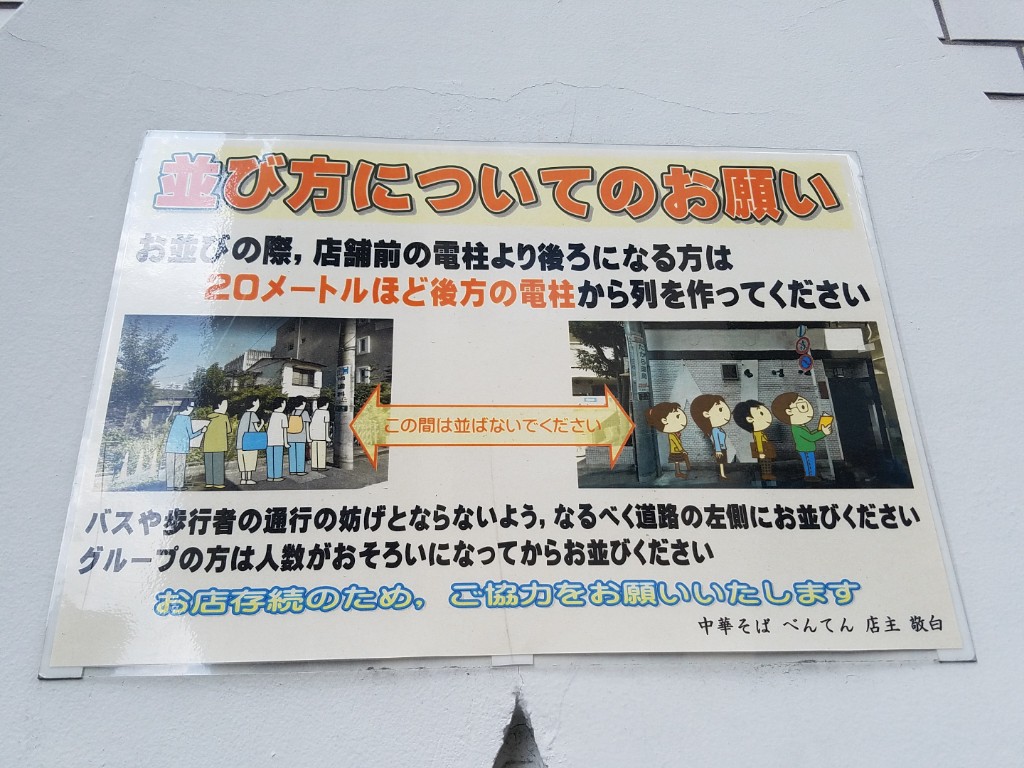 並び方についてのお願い
お並びの際,店舗前の電柱より後ろになる方は
20メートルほど後方の電柱から列を作ってください
この間は並ばないでください
バスや歩行者の通行の妨げとならないよう,なるべく道路の左側にお並びください
グループの方は人数がおそろいになってからお並びください
お店存続のため,ご協力をお願いいたします
中華そば べんてん 店主 敬白